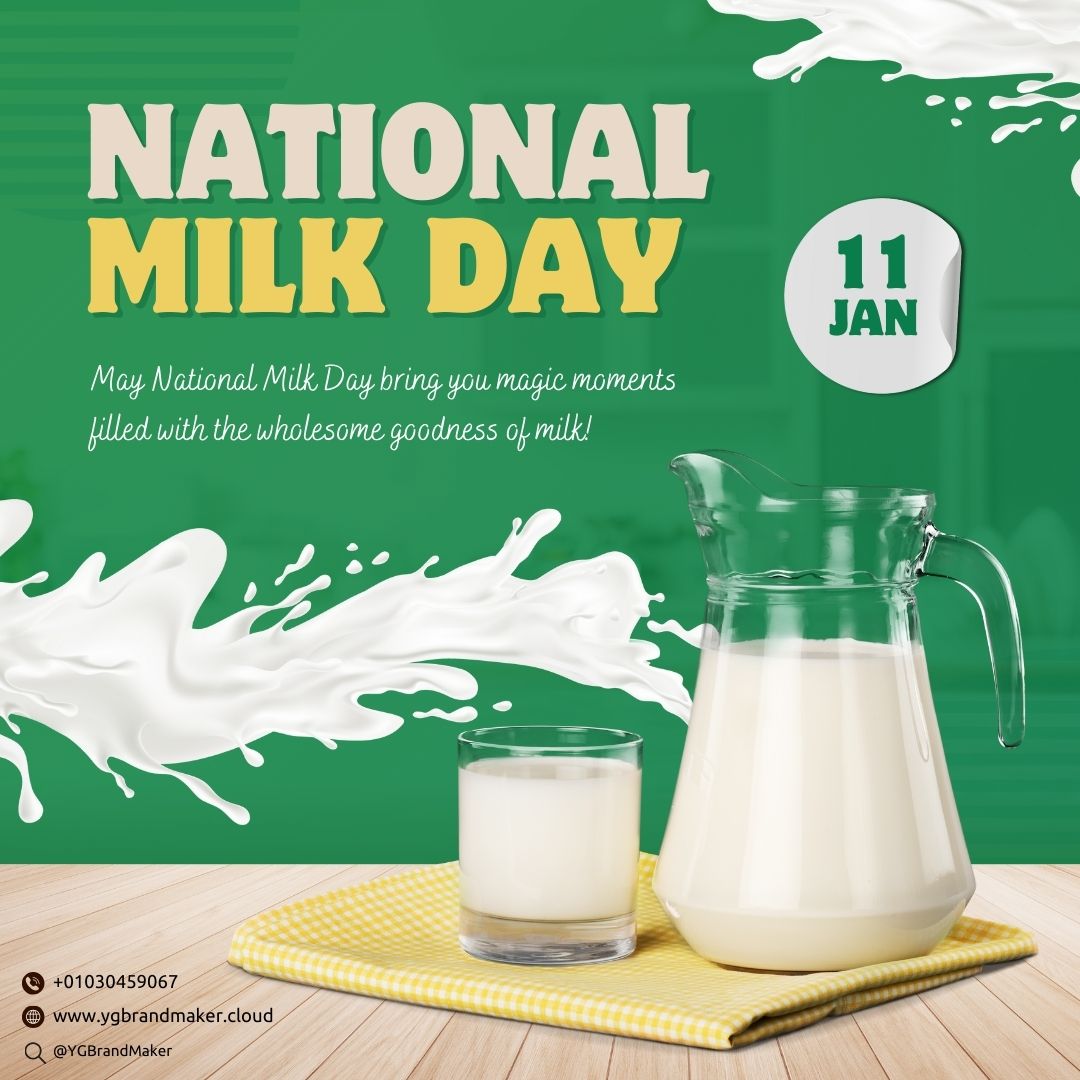 NATIONAL
MILK DAY
11
JAN
May National Milk Day bring you magic moments
filled with the wholesome goodness of milk!
+01030459067
www.ygbrandmaker.cloud
@YGBrandMaker